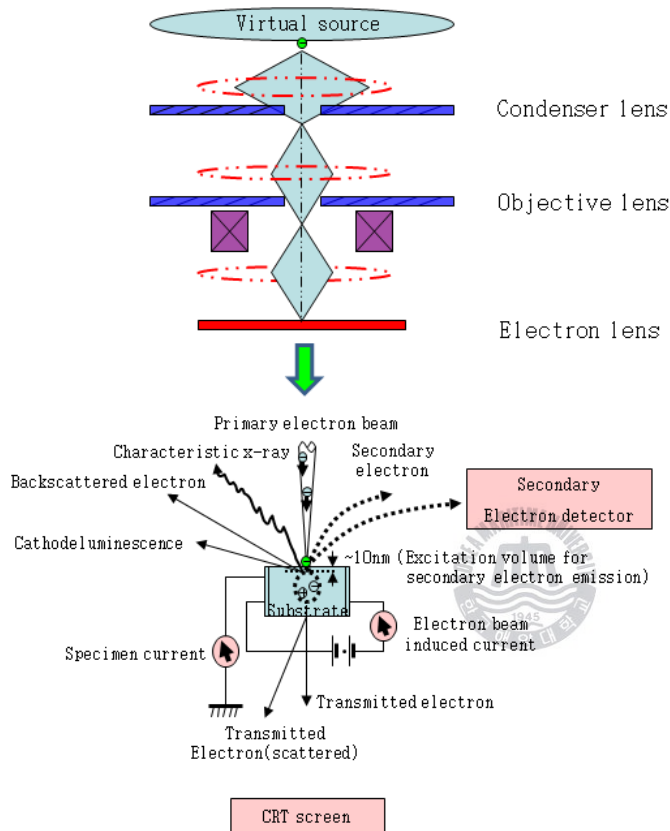 Virtual source
Condenser lens
Objective lens
Electron lens
Primary electron beam
Characteristic x-ray
Secondary
electron
Backscattered electron
Secondary
Electron detector
Cathodeluminescence
~10nm (Excitation volume for
secondary electron emission)
Substrate
1945
Electron beam
induced current
Specimen current
Transmitted electron
Transmitted
Electron(scattered)
CRT screen